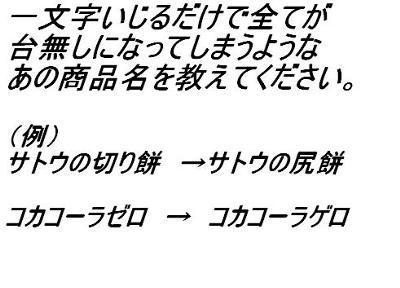 一文字いじるだけで全てが
台無しになってしまうような
あの商品名を教えてください。
（例）
サトウの切り餅　→サトウの尻餅
コカコーラゼロ　→　コカコーラゲロ